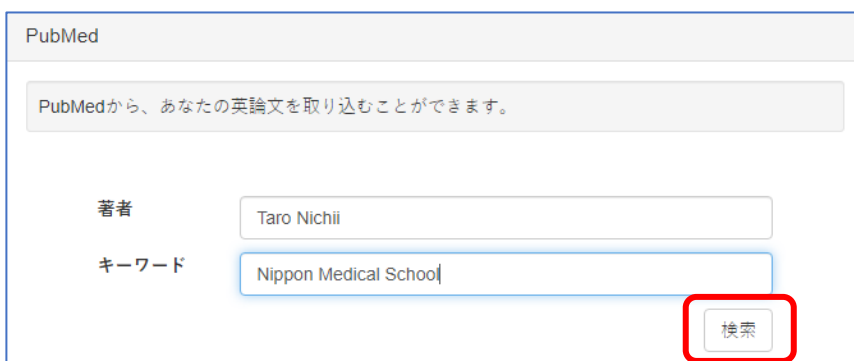 PubMed
PubMedから、あなたの英論文を取り込むことができます。
著者
Taro Nichii
キーワード
Nippon Medical School
検索